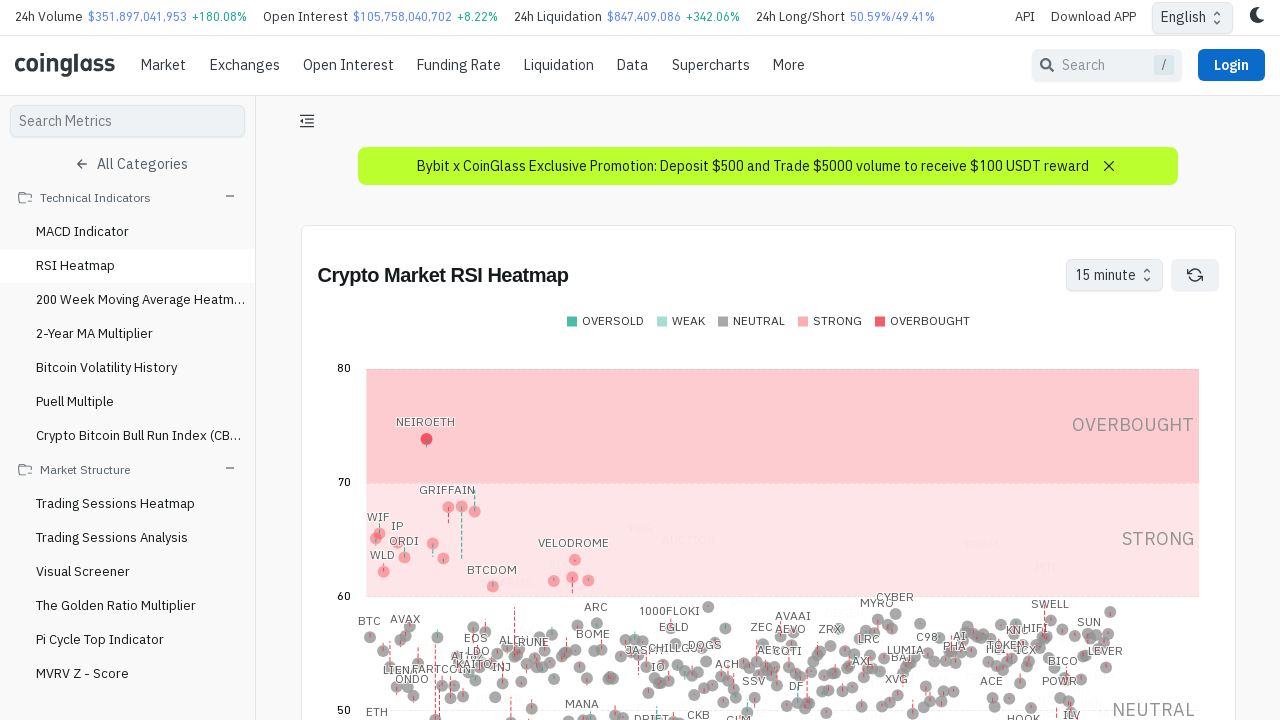 24h Volume $351,897,041,953 +180.08% Open Interest $105,758,040,702 +8.22% 24h Liquidation $847,409,086 +342.06% 24h Long/Short 50.59%/49.41% API Download APP English
coinglass Market Exchanges Open Interest Funding Rate Liquidation Data Supercharts More Search / Login
Search Metrics
All Categories
Bybit x CoinGlass Exclusive Promotion: Deposit $500 and Trade $5000 volume to receive $100 USDT reward
Technical Indicators
MACD Indicator
RSI Heatmap
200 Week Moving Average Heatm...
2-Year MA Multiplier
Bitcoin Volatility History
Puell Multiple
Crypto Bitcoin Bull Run Index (CB...
Market Structure
Trading Sessions Heatmap
Trading Sessions Analysis
Visual Screener
The Golden Ratio Multiplier
Pi Cycle Top Indicator
MVRV Z - Score
Crypto Market RSI Heatmap
15 minute
OVERSOLD WEAK NEUTRAL STRONG OVERBOUGHT
80
NEIROETH
OVERBOUGHT
70
GRIFFAIN
WIF
IP
ORDI
WLD
VELODROME
STRONG
BTCDOM
60
CYBER
MYRO
ARC
1000FLOKI
SWELL
BTC
AVAX
AVAAI
SUN
BOME
EGLD
ZEC
AEVO
ZRX
KNC
HIFI
EOS
RUNE
LRC
C98
AI
LDO
CHILLGU
DOGS
COTI
LUMIA
PHA
TOKEN
ICX
LEVER
KAITO
INJ
IO
ACH
AXL
BICO
FARTCOIN
ONDO
SSV
DF
XVG
ACE
POWR
ETH
MANA
DRIFT
CKB
HOOK
ILV
50
NEUTRAL